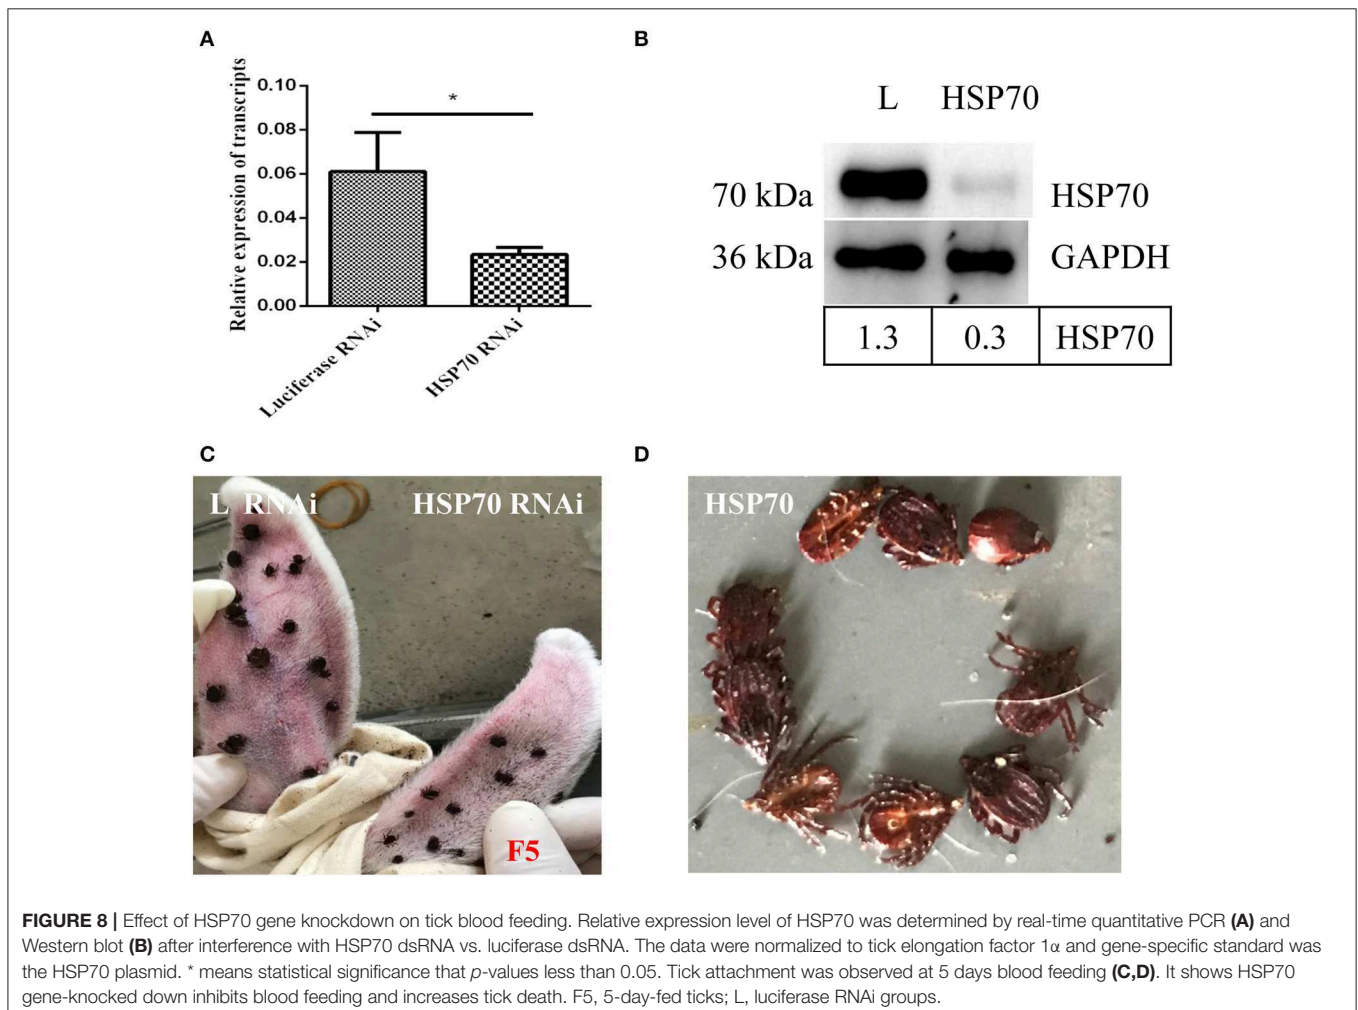 A
Relative expression of transcripts
0.10
0.08
0.06
0.04
0.02
0.00
*
Luciferase RNAi
HSP70 RNAi
B
L HSP70
70 kDa HSP70
36 kDa GAPDH
1.3 0.3 HSP70
C
L RNAi HSP70 RNAi
F5
D
HSP70
FIGURE 8 | Effect of HSP70 gene knockdown on tick blood feeding. Relative expression level of HSP70 was determined by real-time quantitative PCR (A) and
Western blot (B) after interference with HSP70 dsRNA vs. luciferase dsRNA. The data were normalized to tick elongation factor 1α and gene-specific standard was
the HSP70 plasmid. * means statistical significance that p-values less than 0.05. Tick attachment was observed at 5 days blood feeding (C,D). It shows HSP70
gene-knocked down inhibits blood feeding and increases tick death. F5, 5-day-fed ticks; L, luciferase RNAi groups.